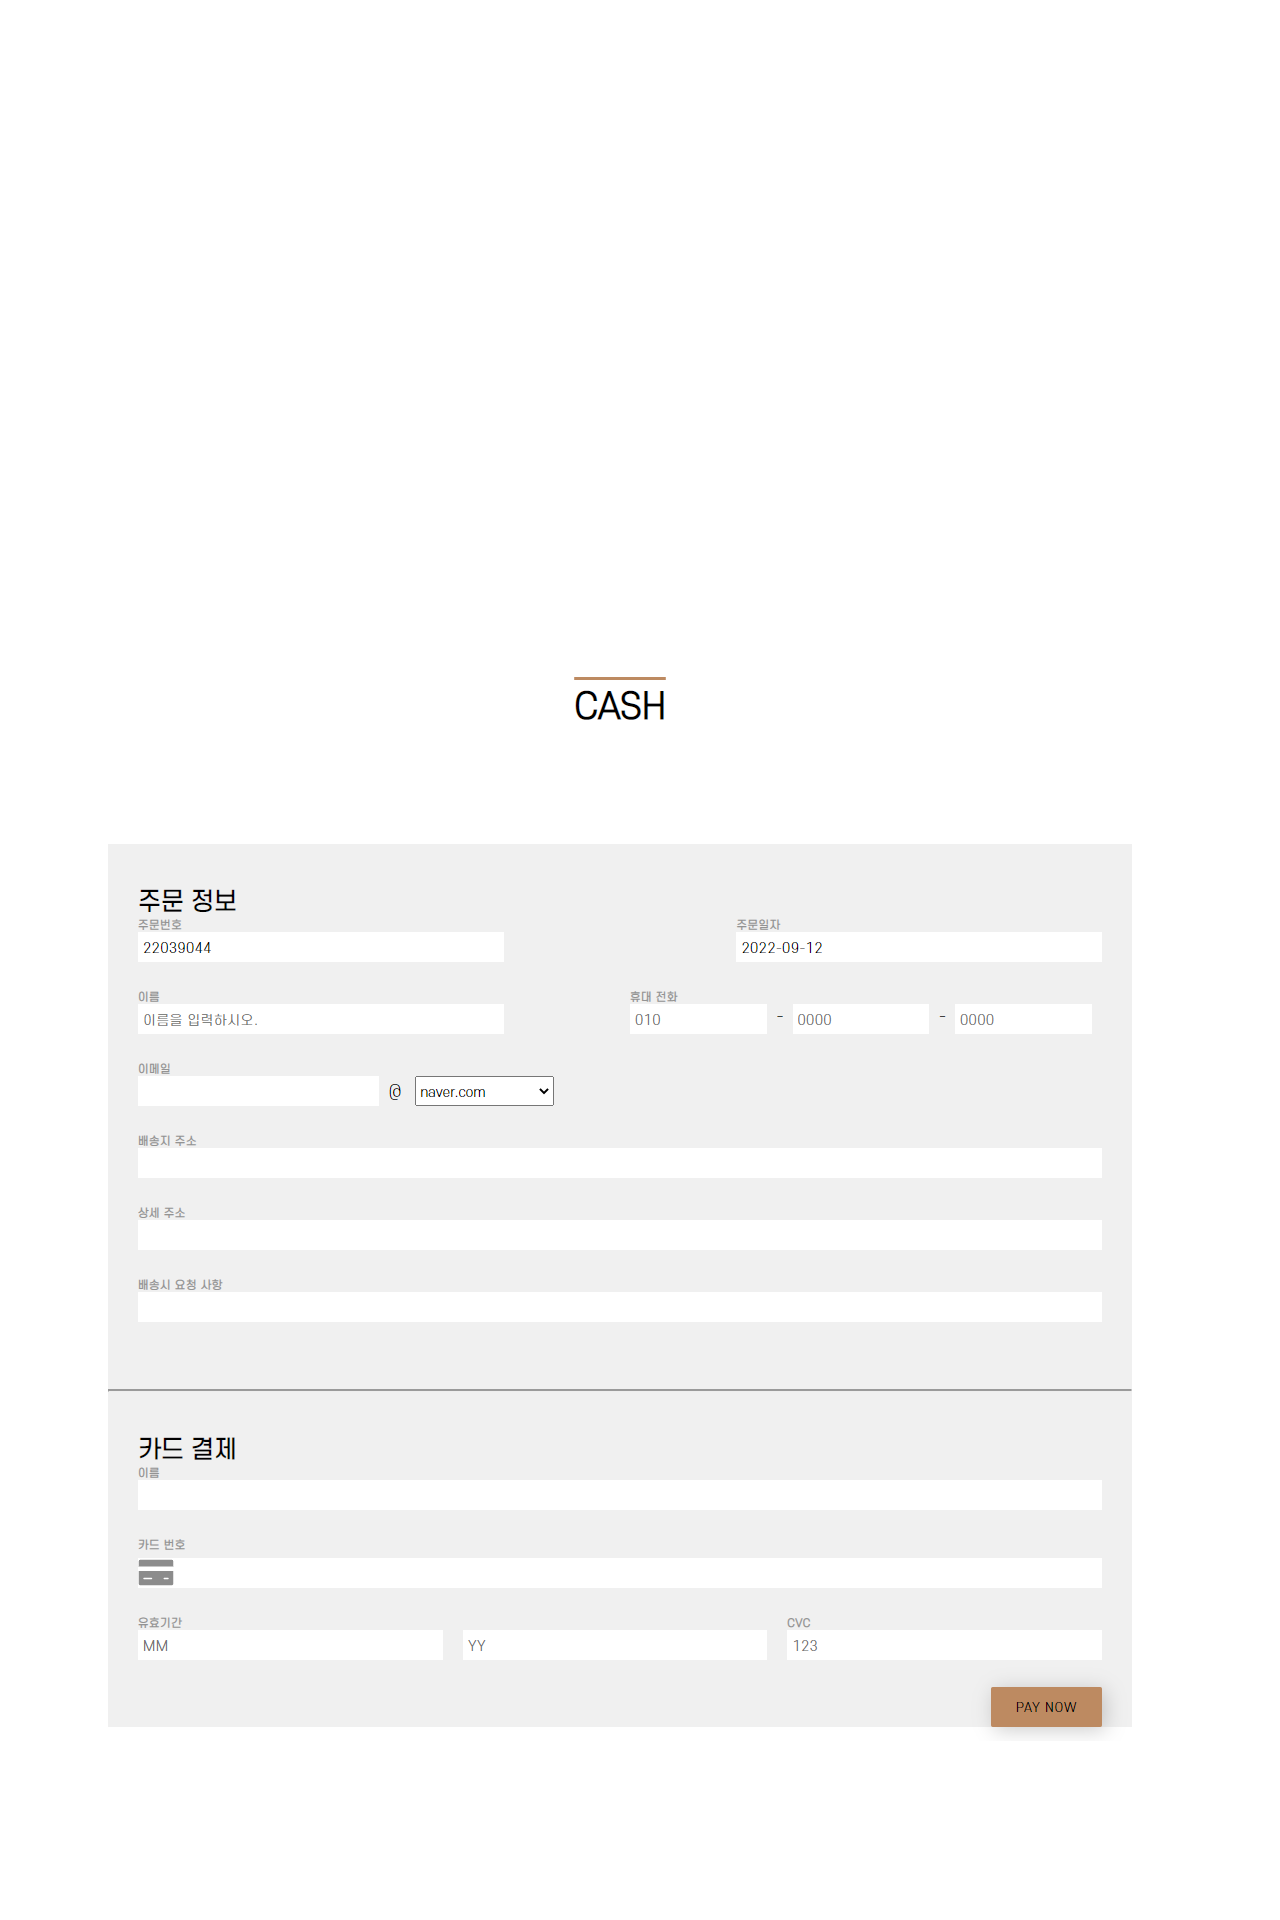 CASH
주문 정보
주문번호 주문일자
22039044 2022-09-12
이름 휴대 전화
이름을 입력하시오. 010 - 0000 - 0000
이메일
@ naver.com
배송지 주소
상세 주소
배송시 요청 사항
카드 결제
이름
카드 번호
유효기간 CVC
MM YY 123
PAY NOW